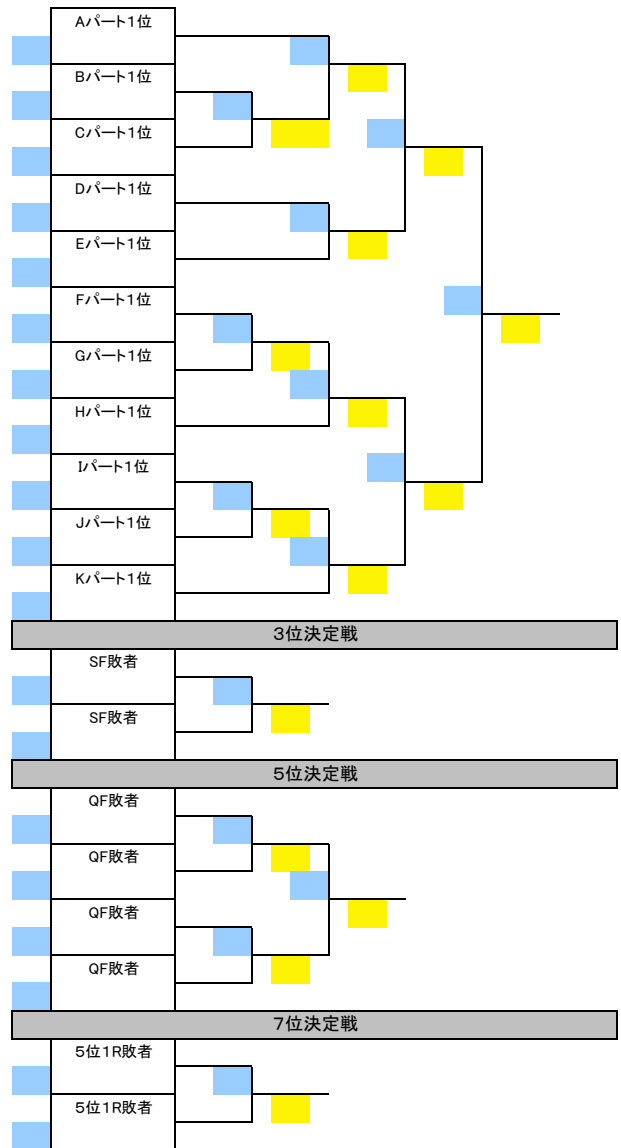 Aパート1位
Bパート1位
Cパート1位
Dパート1位
Eパート1位
Fパート1位
Gパート1位
Hパート1位
Iパート1位
Jパート1位
Kパート1位
3位決定戦
SF敗者
SF敗者
5位決定戦
QF敗者
QF敗者
QF敗者
QF敗者
7位決定戦
5位1R敗者
5位1R敗者